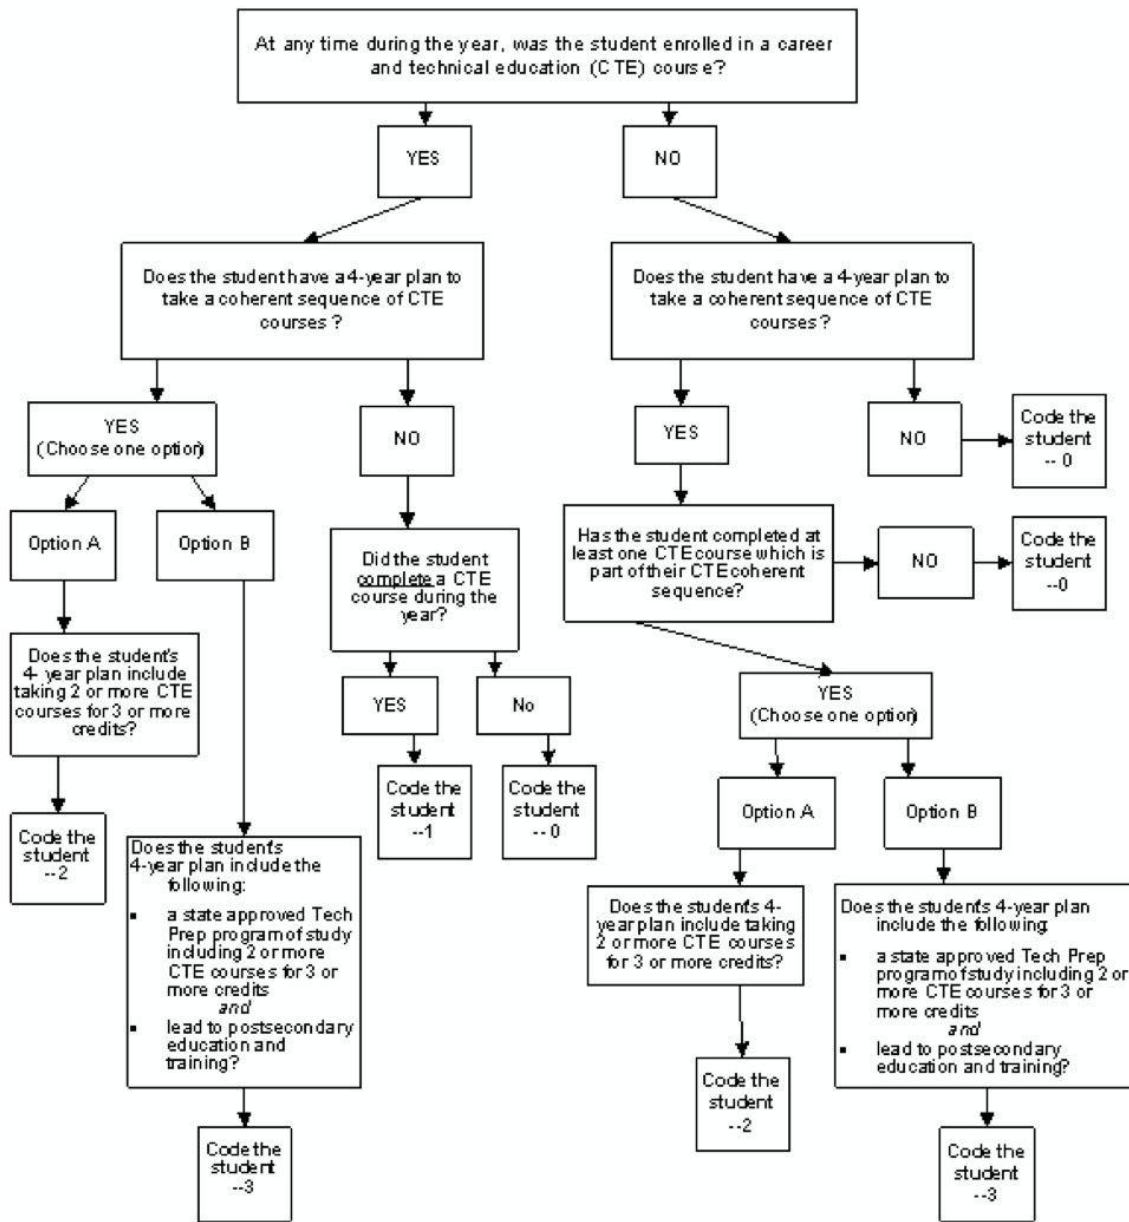 At any time during the year, was the student enrolled in a career
and technical education (CTE) course?
YES
NO
Does the student have a 4-year plan to
take a coherent sequence of CTE
courses ?
Does the student have a 4-year plan to
take a coherent sequence of CTE
courses?
YES
(Choose one option)
NO
YES
NO
Code the
student
-- 0
Option A
Option B
Did the student
complete a CTE
course during the
year?
Has the student completed at
least one CTE course which is
part of their CTE coherent
sequence?
NO
Code the
student
--0
Does the student's
4- year plan include
taking 2 or more CTE
courses for 3 or more
credits?
YES
No
YES
(Choose one option)
Code the
student
--2
Code the
student
--1
Code the
student
-- 0
Option A
Option B
Does the student's
4-year plan include the
following:
▪ a state approved Tech
Prep program of study
including 2 or more
CTE courses for 3 or
more credits
and
▪ lead to postsecondary
education and
training?
Does the student's 4-
year plan include taking
2 or more CTE courses
for 3 or more credits?
Does the student's 4-year plan
include the following:
▪ a state approved Tech Prep
program of study including 2 or
more CTE courses for 3 or
more credits
and
▪ lead to postsecondary
education and training?
Code the
student
--3
Code the
student
--2
Code the
student
--3